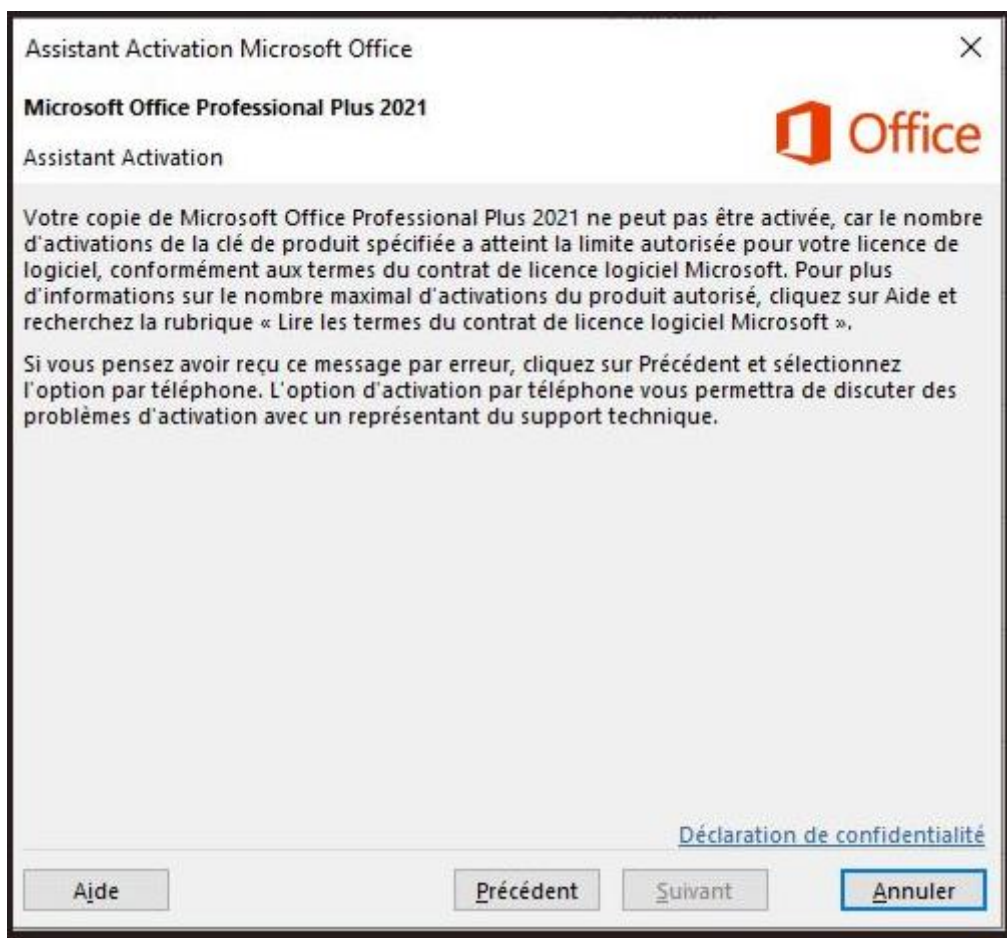 Assistant Activation Microsoft Office
Microsoft Office Professional Plus 2021
Office
Assistant Activation
Votre copie de Microsoft Office Professional Plus 2021 ne peut pas être activée, car le nombre
d'activations de la clé de produit spécifiée a atteint la limite autorisée pour votre licence de
logiciel, conformément aux termes du contrat de licence logiciel Microsoft. Pour plus
d'informations sur le nombre maximal d'activations du produit autorisé, cliquez sur Aide et
recherchez la rubrique « Lire les termes du contrat de licence logiciel Microsoft ».
Si vous pensez avoir reçu ce message par erreur, cliquez sur Précédent et sélectionnez
l'option par téléphone. L'option d'activation par téléphone vous permettra de discuter des
problèmes d'activation avec un représentant du support technique.
Déclaration de confidentialité
Aide
Précédent
Suivant
Annuler